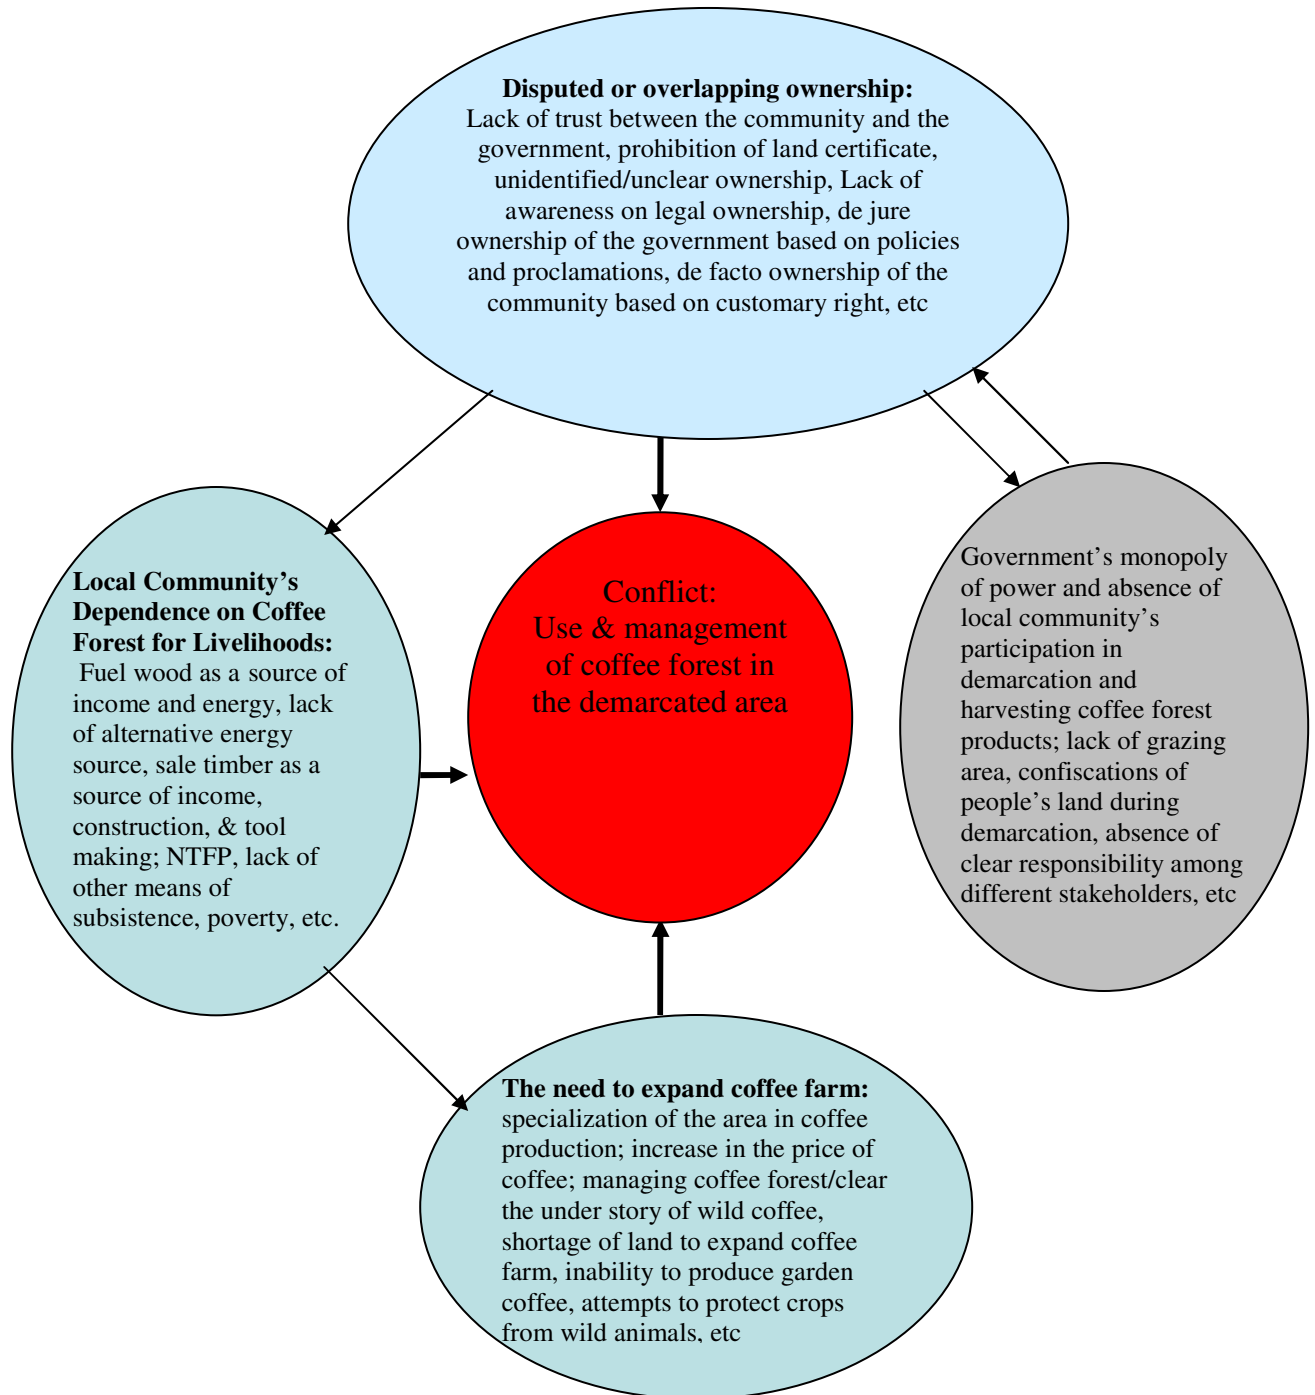 Disputed or overlapping ownership:
Lack of trust between the community and the
government, prohibition of land certificate,
unidentified/unclear ownership, Lack of
awareness on legal ownership, de jure
ownership of the government based on policies
and proclamations, de facto ownership of the
community based on customary right, etc
Local Community’s
Dependence on Coffee
Forest for Livelihoods:
Fuel wood as a source of
income and energy, lack
of alternative energy
source, sale timber as a
source of income,
construction, & tool
making; NTFP, lack of
other means of
subsistence, poverty, etc.
Conflict:
Use & management
of coffee forest in
the demarcated area
Government’s monopoly
of power and absence of
local community’s
participation in
demarcation and
harvesting coffee forest
products; lack of grazing
area, confiscations of
people’s land during
demarcation, absence of
clear responsibility among
different stakeholders, etc
The need to expand coffee farm:
specialization of the area in coffee
production; increase in the price of
coffee; managing coffee forest/clear
the under story of wild coffee,
shortage of land to expand coffee
farm, inability to produce garden
coffee, attempts to protect crops
from wild animals, etc